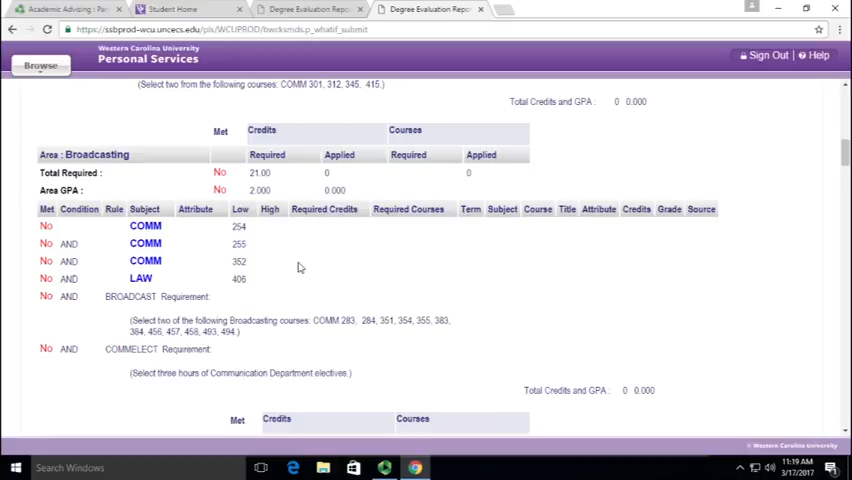 Academic Advising : Pan
Student Home
Degree Evaluation Repor
Degree Evaluation Repor
https://ssbprod-wcu.uncecs.edu/pls/WCUPROD/bwcksmds.p_whatif_submit
Western Carolina University
Personal Services
Sign Out
Help
Browse
(Select two from the following courses: COMM 301, 312, 345, 415.)
Total Credits and GPA : 0 0.000
Met Credits Courses
Area : Broadcasting Required Applied Required Applied
Total Required : No 21.00 0 0
Area GPA : No 2.000 0.000
Met Condition Rule Subject Attribute Low High Required Credits Required Courses Term Subject Course Title Attribute Credits Grade Source
No COMM 254
No AND COMM 255
No AND COMM 352
No AND LAW 406
No AND BROADCAST Requirement:
(Select two of the following Broadcasting courses: COMM 283, 284, 351, 354, 355, 383,
384, 456, 457, 458, 493, 494.)
No AND COMMELECT Requirement:
(Select three hours of Communication Department electives.)
Total Credits and GPA : 0 0.000
Met Credits Courses
© Western Carolina University
Search Windows
11:19 AM
3/17/2017